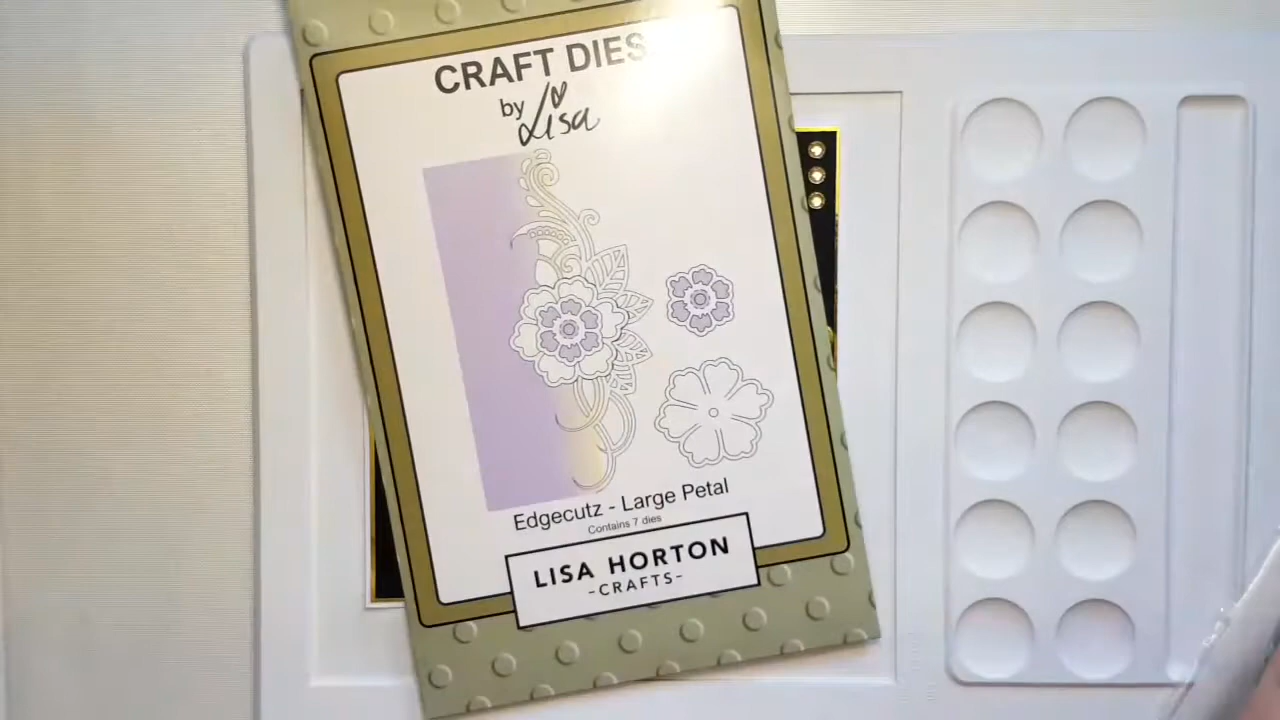 CRAFT DIES
by Lisa
Edgecutz - Large Petal
Contains 7 dies
LISA HORTON
-CRAFTS-